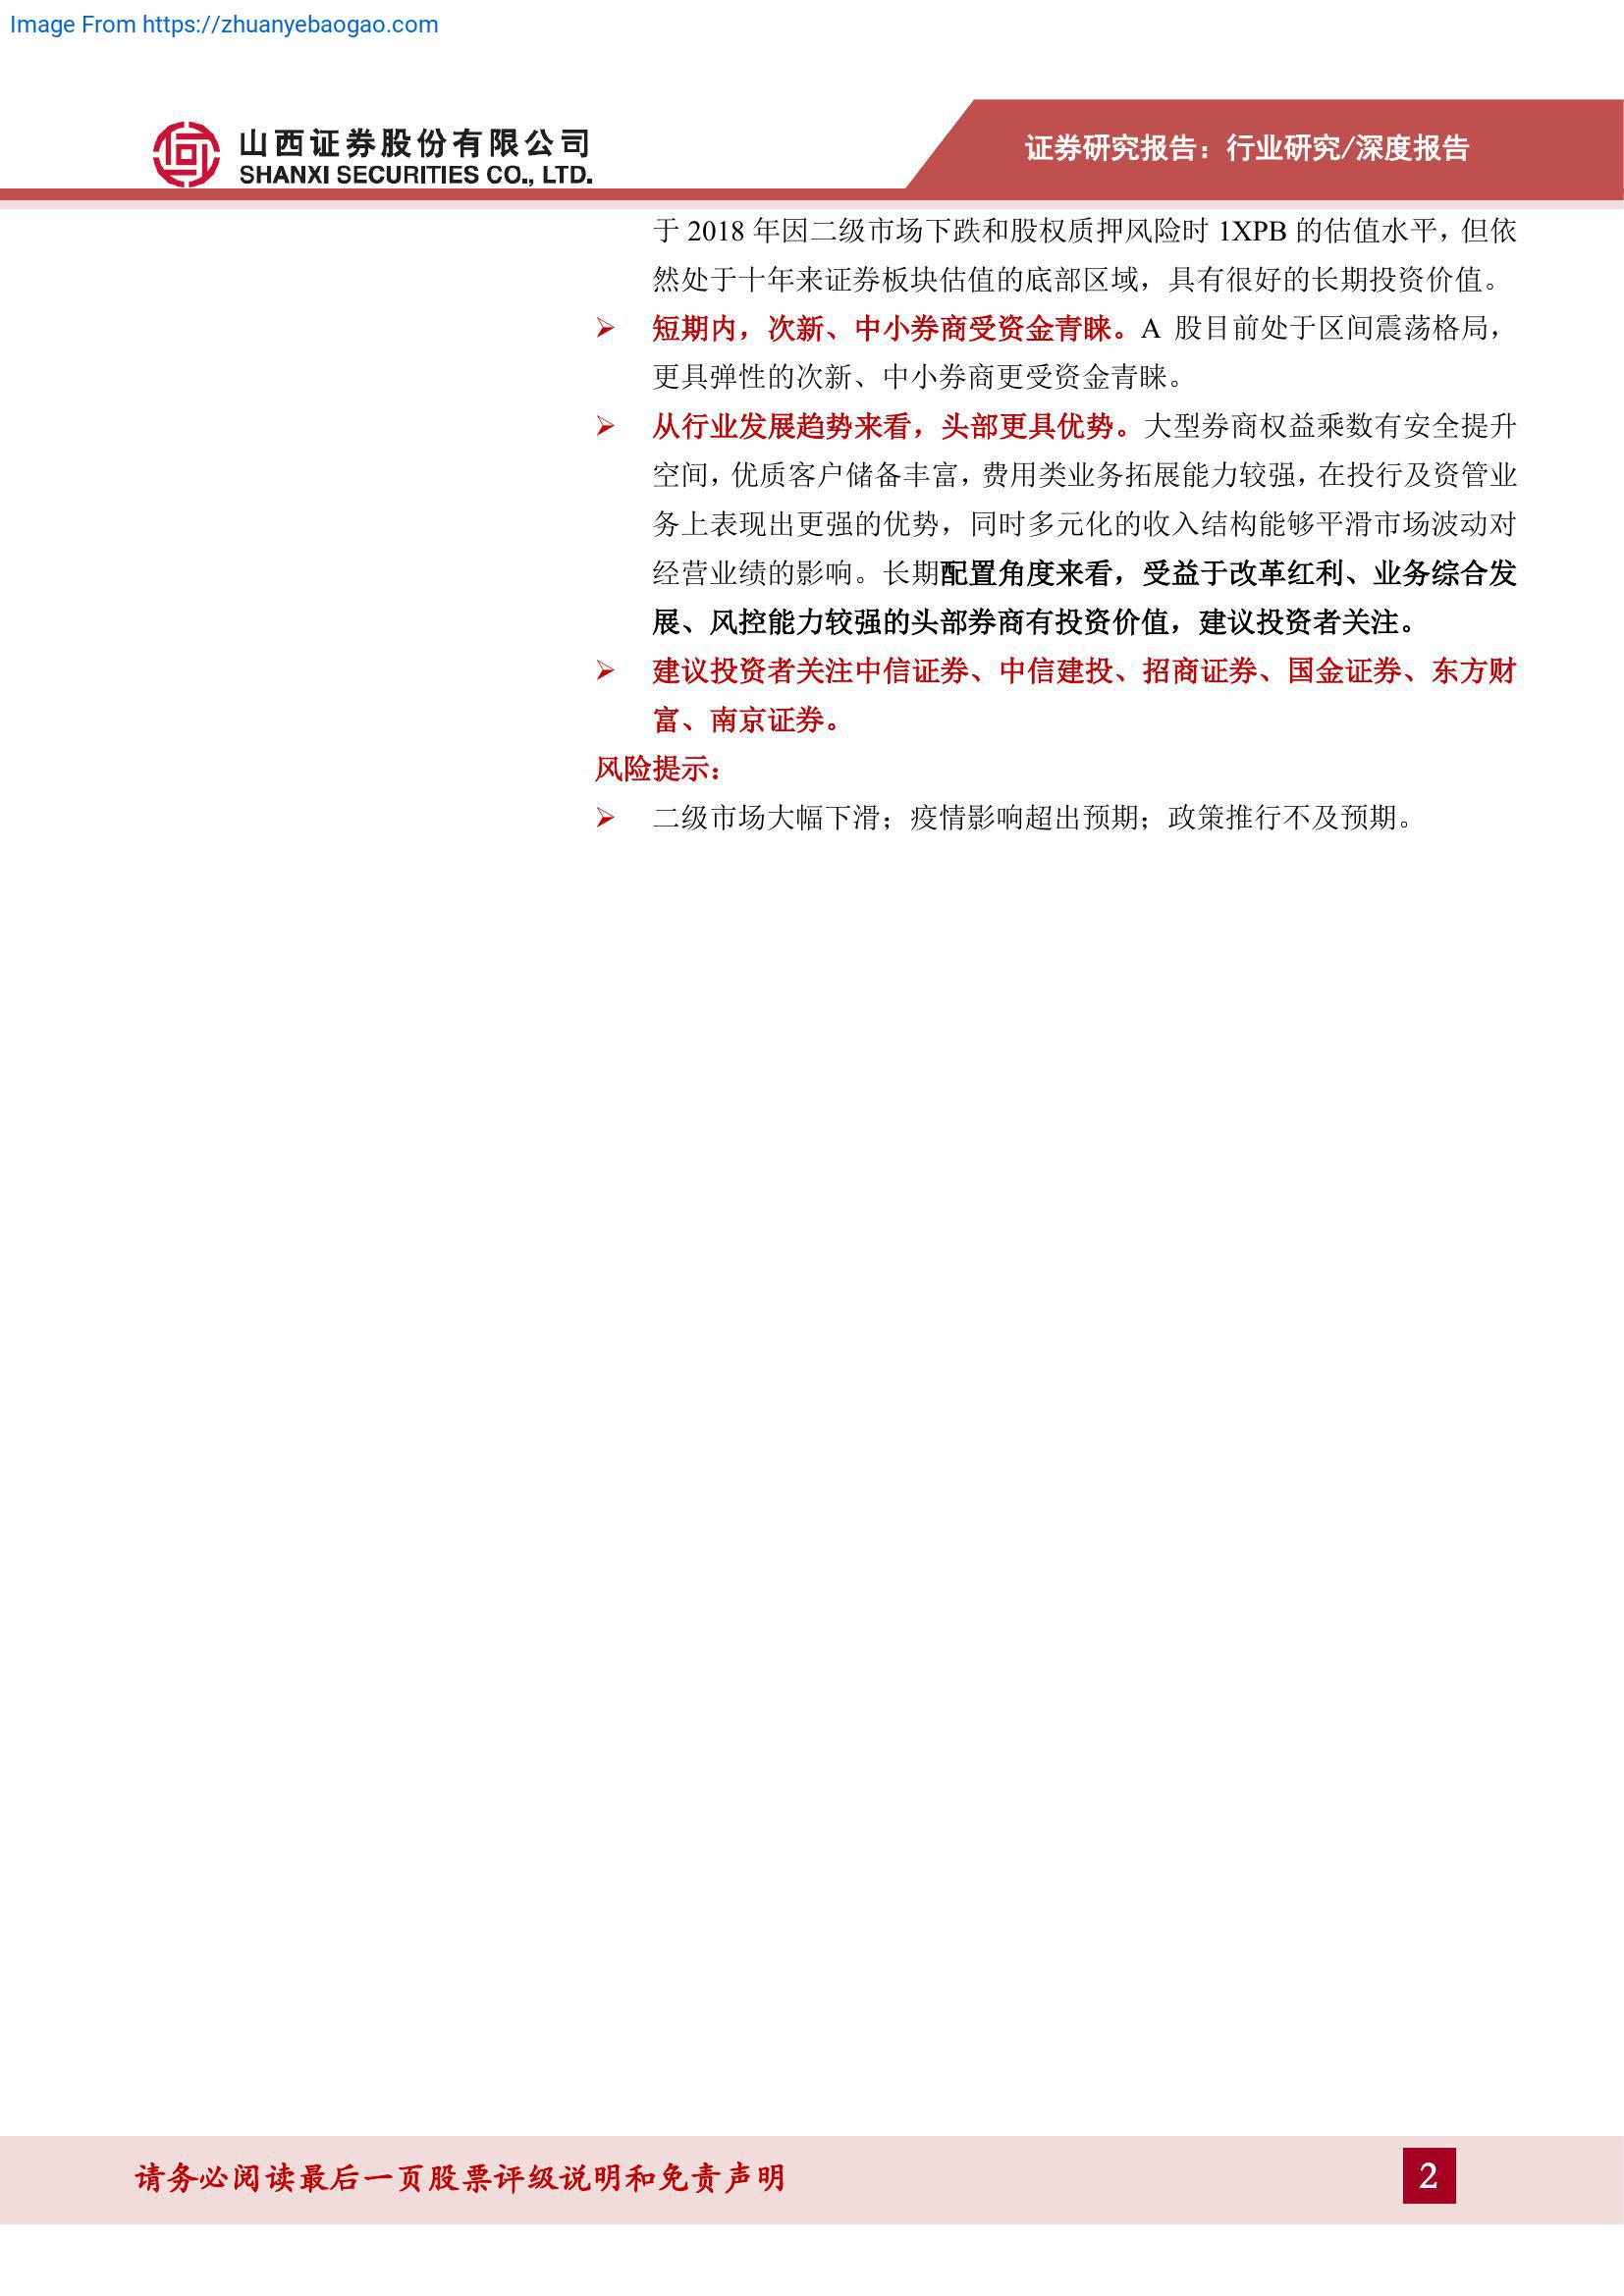 Image From https://zhuanyebaogao.com
山西证券股份有限公司
SHANXI SECURITIES CO., LTD.
证券研究报告：行业研究/深度报告
于 2018 年因二级市场下跌和股权质押风险时 1XPB 的估值水平，但依
然处于十年来证券板块估值的底部区域，具有很好的长期投资价值。
➢ 短期内，次新、中小券商受资金青睐。A 股目前处于区间震荡格局，
更具弹性的次新、中小券商更受资金青睐。
➢ 从行业发展趋势来看，头部更具优势。大型券商权益乘数有安全提升
空间，优质客户储备丰富，费用类业务拓展能力较强，在投行及资管业
务上表现出更强的优势，同时多元化的收入结构能够平滑市场波动对
经营业绩的影响。长期配置角度来看，受益于改革红利、业务综合发
展、风控能力较强的头部券商有投资价值，建议投资者关注。
➢ 建议投资者关注中信证券、中信建投、招商证券、国金证券、东方财
富、南京证券。
风险提示：
➢ 二级市场大幅下滑；疫情影响超出预期；政策推行不及预期。
请务必阅读最后一页股票评级说明和免责声明
2